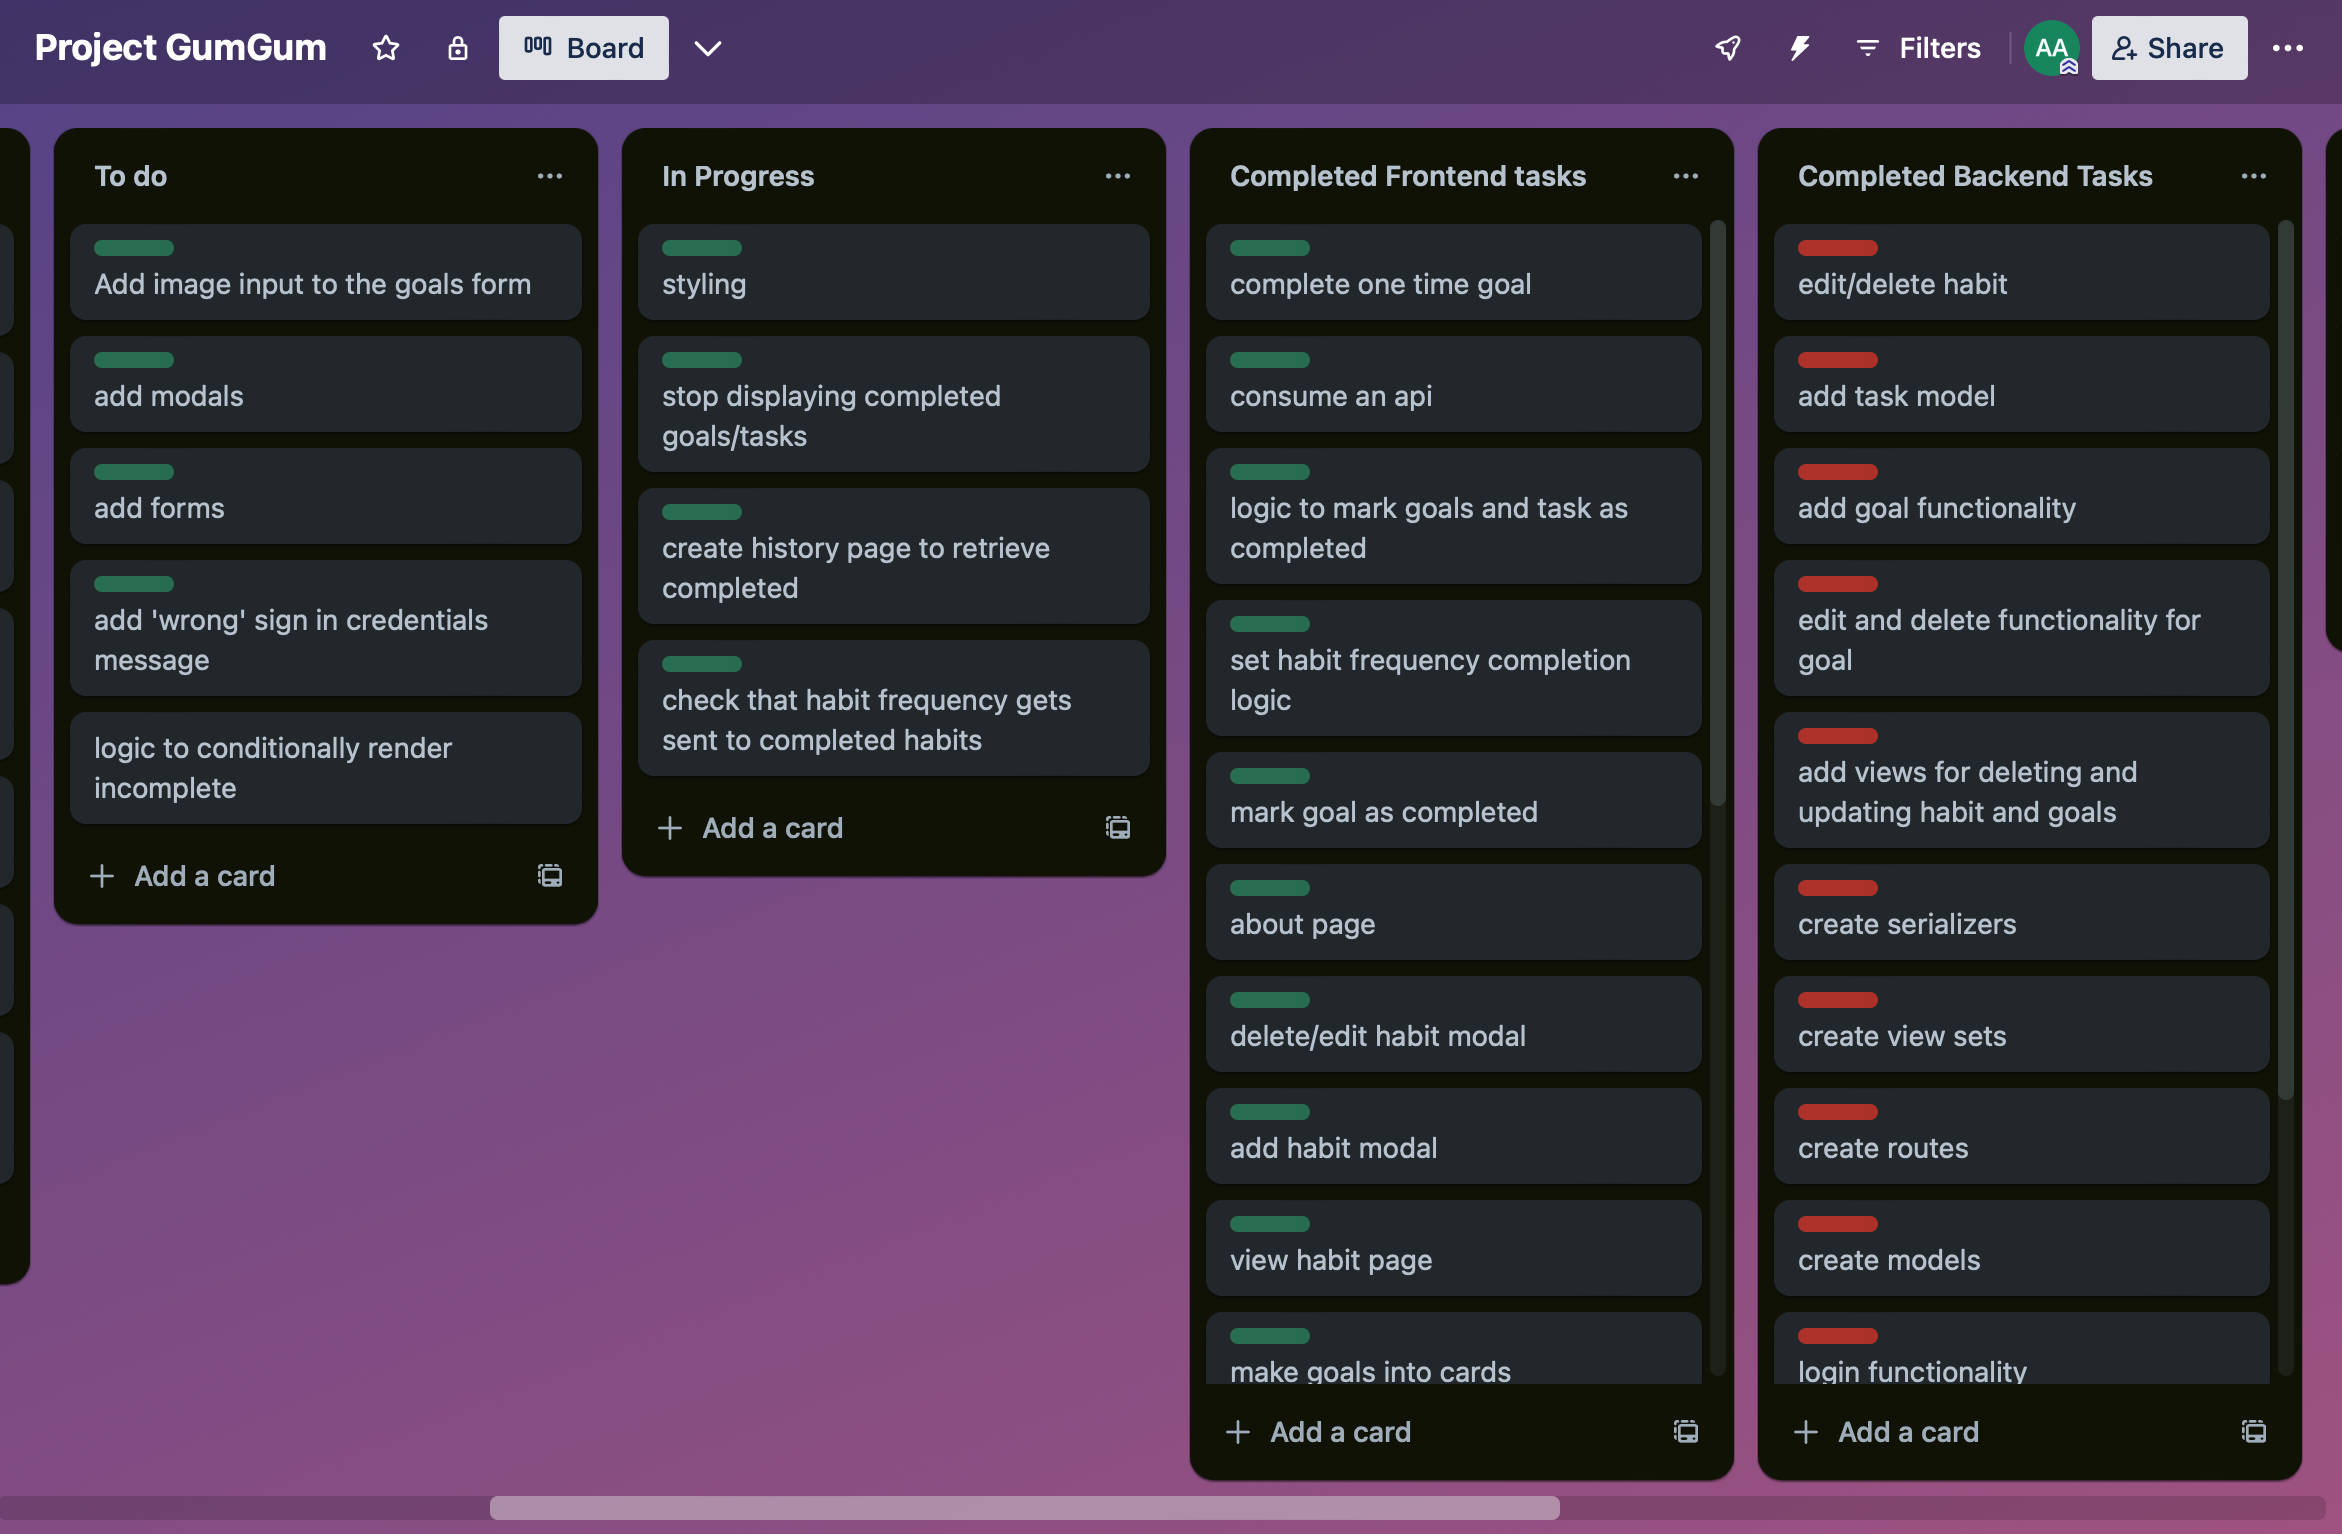 Project GumGum
Board
Filters
AA
Share
To do
Add image input to the goals form
add modals
add forms
add 'wrong' sign in credentials
message
logic to conditionally render
incomplete
Add a card
In Progress
styling
stop displaying completed
goals/tasks
create history page to retrieve
completed
check that habit frequency gets
sent to completed habits
Add a card
Completed Frontend tasks
complete one time goal
consume an api
logic to mark goals and task as
completed
set habit frequency completion
logic
mark goal as completed
about page
delete/edit habit modal
add habit modal
view habit page
make goals into cards
Add a card
Completed Backend Tasks
edit/delete habit
add task model
add goal functionality
edit and delete functionality for
goal
add views for deleting and
updating habit and goals
create serializers
create view sets
create routes
create models
login functionality
Add a card